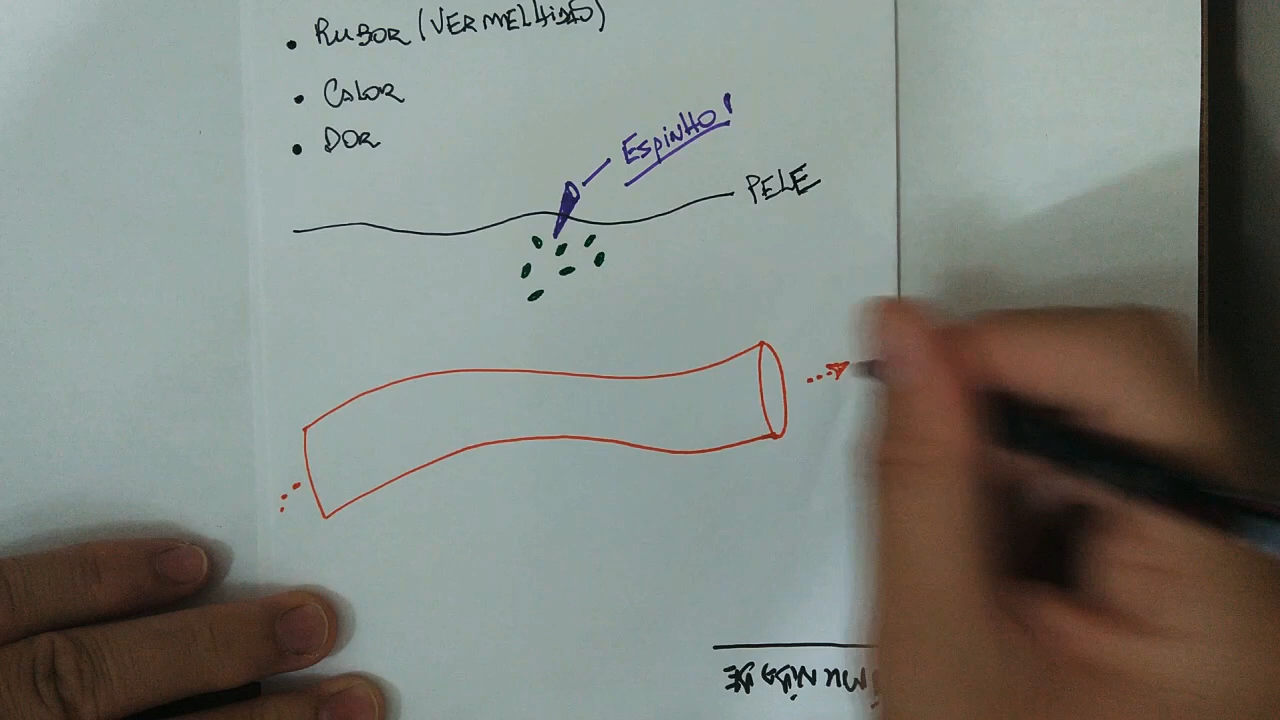 • RUBOR (VERMELHIDÃO)
• CALOR
• DOR
ESPINHO!
PELE